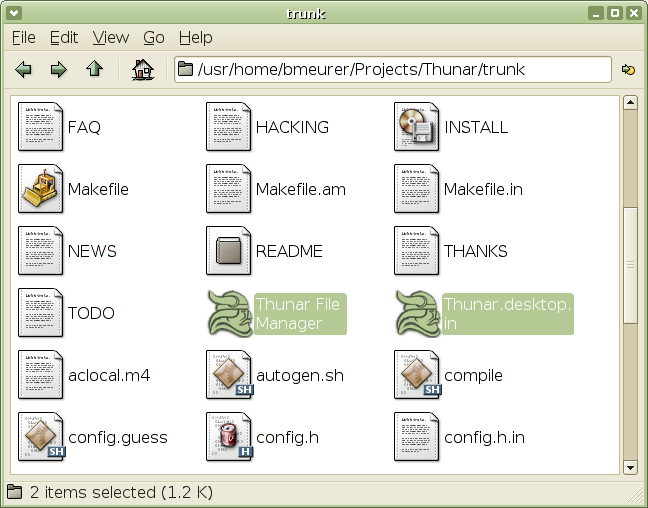 trunk
File Edit View Go Help
/usr/home/bmeurer/Projects/Thunar/trunk
FAQ
HACKING
INSTALL
Makefile
Makefile.am
Makefile.in
NEWS
README
THANKS
TODO
Thunar File
Manager
Thunar.desktop.
in
aclocal.m4
autogen.sh
SH
compile
SH
config.guess
SH
config.h
H
config.h.in
2 items selected (1.2 K)